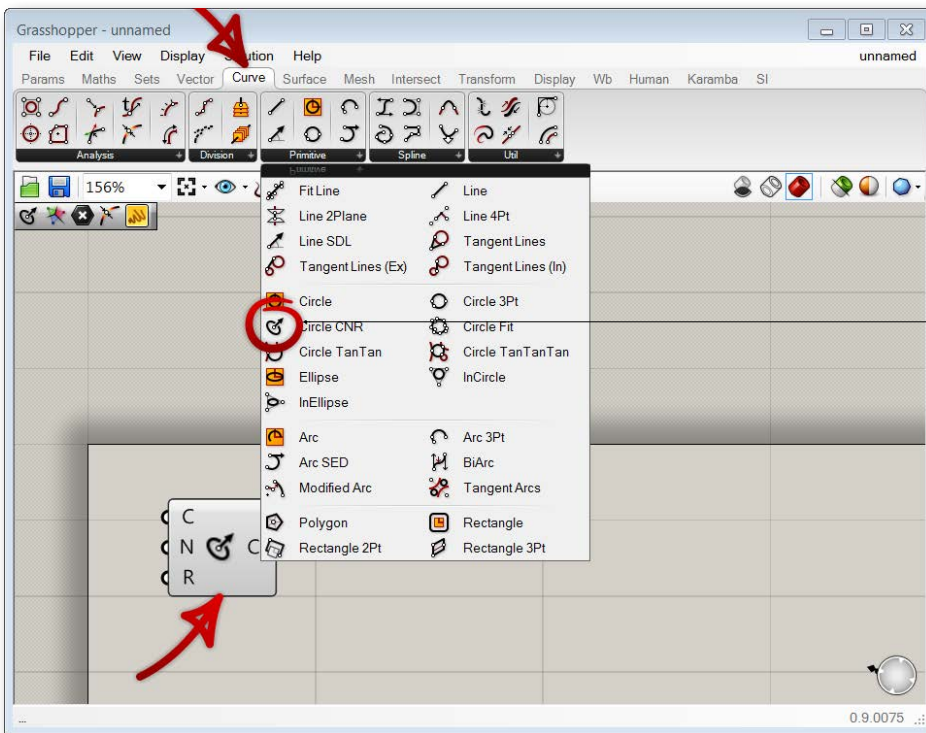 Grasshopper - unnamed
File Edit View Display Solution Help unnamed
Params Maths Sets Vector Curve Surface Mesh Intersect Transform Display Wb Human Karamba SI
Analysis Division Primitive Spline Util
Primitive
156%
Fit Line Line
Line 2Plane Line 4Pt
Line SDL Tangent Lines
Tangent Lines (Ex) Tangent Lines (In)
Circle Circle 3Pt
Circle CNR Circle Fit
Circle TanTan Circle TanTanTan
Ellipse InCircle
InEllipse
Arc Arc 3Pt
Arc SED BiArc
Modified Arc Tangent Arcs
Polygon Rectangle
Rectangle 2Pt Rectangle 3Pt
C
N C
R
... 0.9.0075